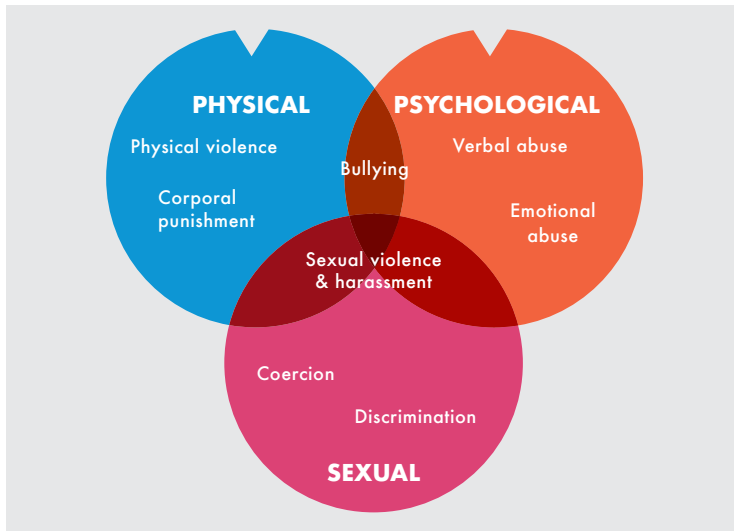 PHYSICAL
Physical violence
Corporal
punishment
Bullying
PSYCHOLOGICAL
Verbal abuse
Emotional
abuse
Sexual violence
& harassment
Coercion
Discrimination
SEXUAL